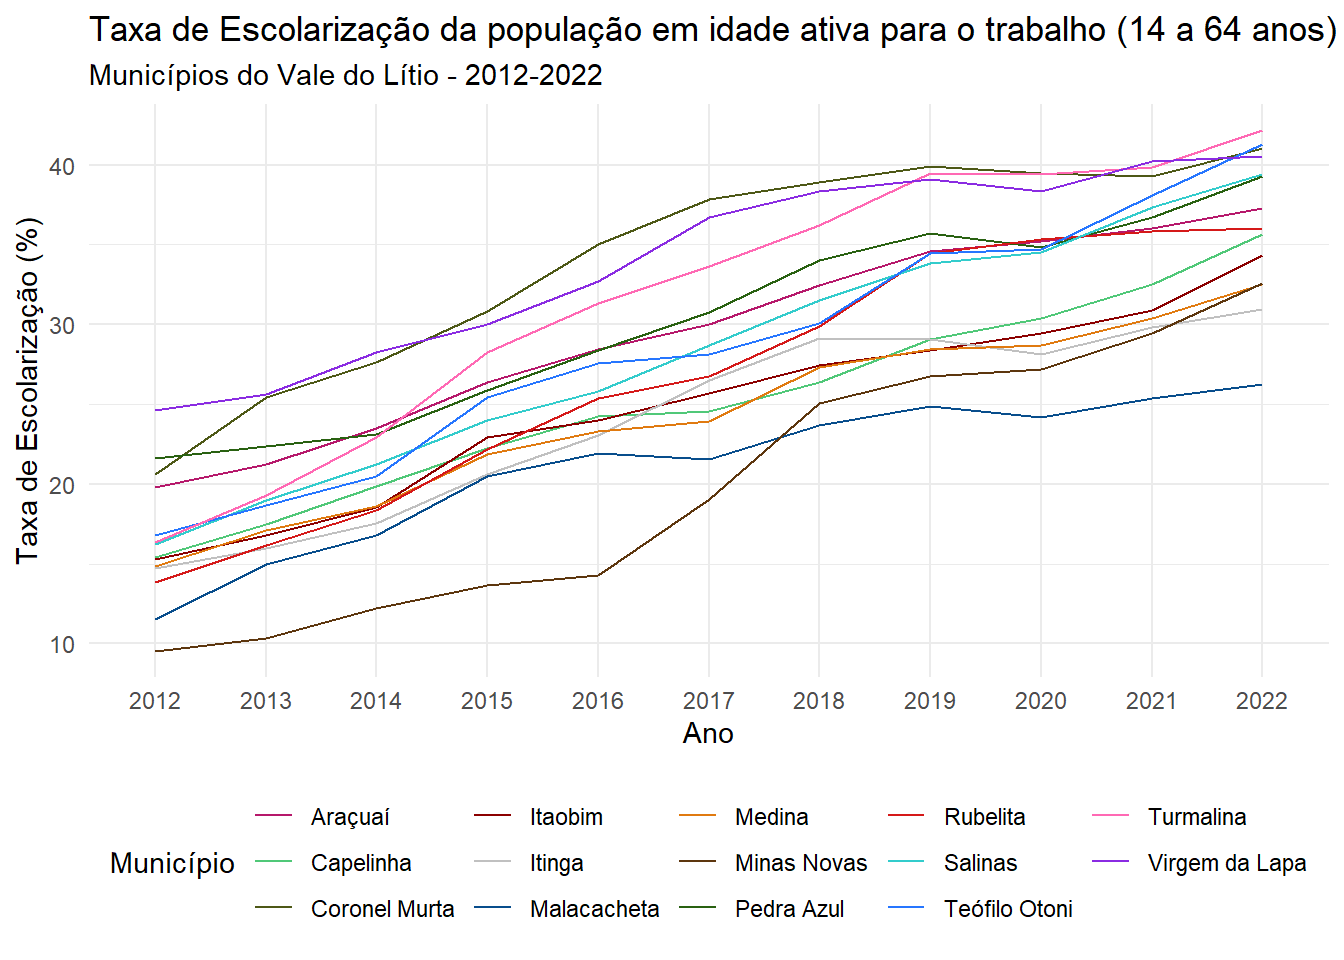 Taxa de Escolarização da população em idade ativa para o trabalho (14 a 64 anos)
Municípios do Vale do Lítio - 2012-2022
Taxa de Escolarização (%)
40
30
20
10
2012 2013 2014 2015 2016 2017 2018 2019 2020 2021 2022
Ano
Município
Araçuaí Itaobim Medina Rubelita Turmalina
Capelinha Itinga Minas Novas Salinas Virgem da Lapa
Coronel Murta Malacacheta Pedra Azul Teófilo Otoni